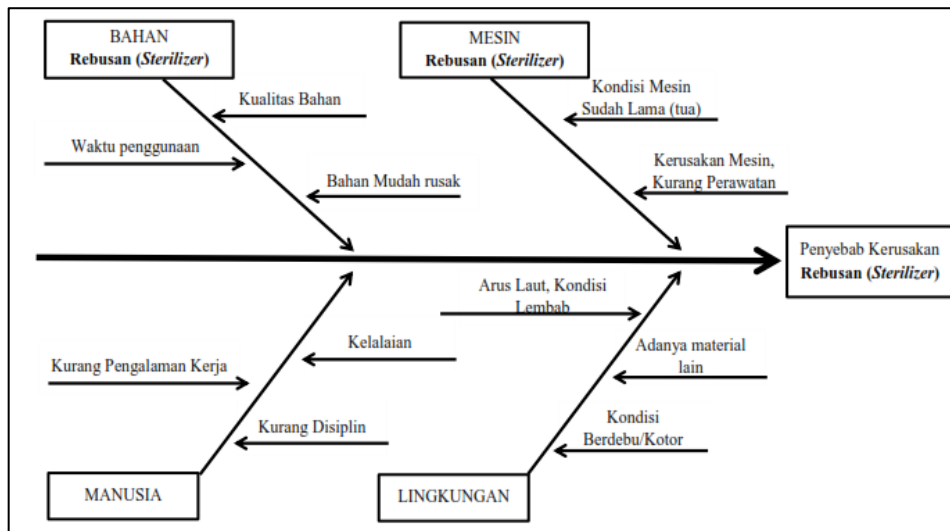 BAHAN
Rebusan (Sterilizer)
MESIN
Rebusan (Sterilizer)
Kualitas Bahan
Waktu penggunaan
Bahan Mudah rusak
Kondisi Mesin
Sudah Lama (tua)
Kerusakan Mesin,
Kurang Perawatan
Penyebab Kerusakan
Rebusan (Sterilizer)
Arus Laut, Kondisi
Lembab
Kelalaian
Kurang Pengalaman Kerja
Adanya material
lain
Kurang Disiplin
Kondisi
Berdebu/Kotor
MANUSIA
LINGKUNGAN